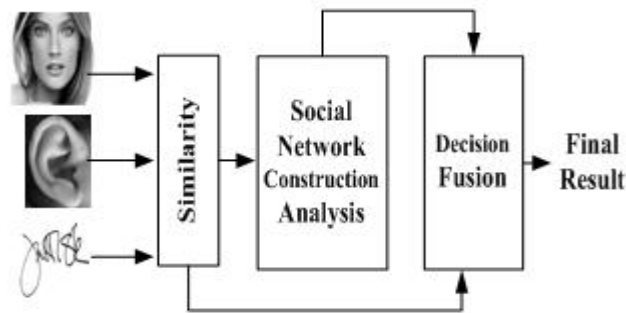 Similarity
Social
Network
Construction
Analysis
Decision
Fusion
Final
Result